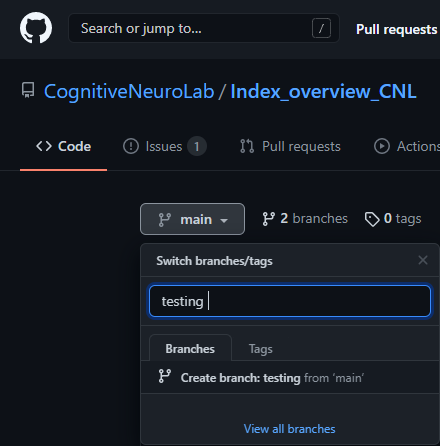 Search or jump to... / Pull requests
CognitiveNeuroLab / Index_overview_CNL
Code Issues 1 Pull requests Actions
main 2 branches 0 tags
Switch branches/tags
testing
Branches Tags
Create branch: testing from ‘main’
View all branches